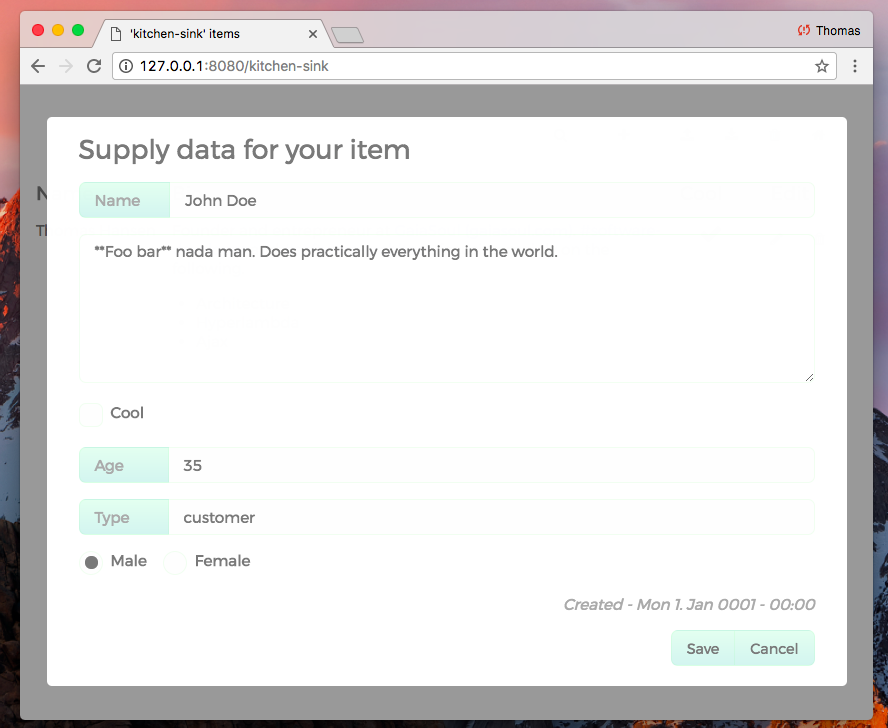 'kitchen-sink' items
Thomas
127.0.0.1:8080/kitchen-sink
Supply data for your item
Name John Doe
**Foo bar** nada man. Does practically everything in the world.
Cool
Age 35
Type customer
Male Female
Created - Mon 1. Jan 0001 - 00:00
Save Cancel